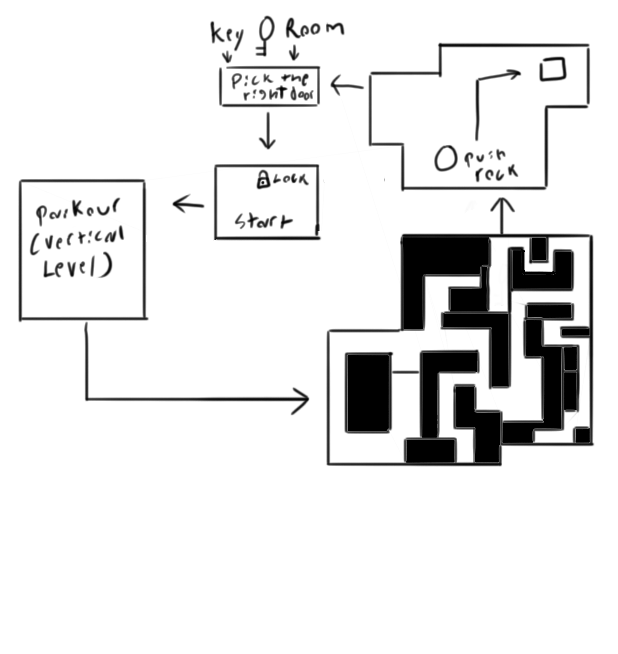 Key Room
Pick the
right door
Lock
Start
Parkour
(vertical
Level)
push
rock